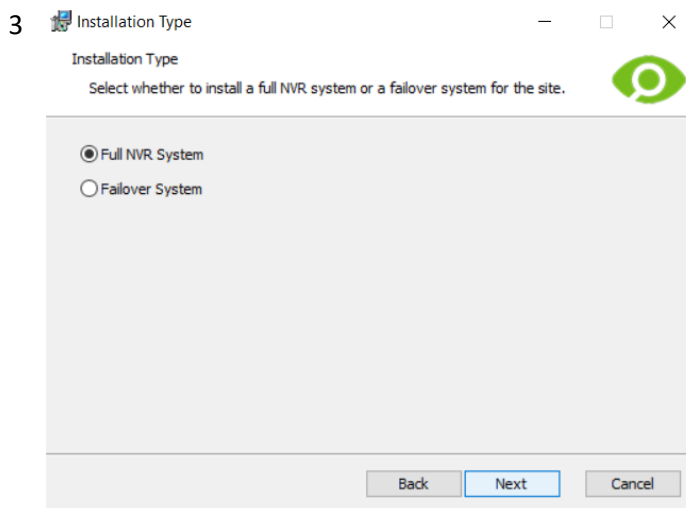 3
Installation Type
Installation Type
Select whether to install a full NVR system or a failover system for the site.
Full NVR System
Failover System
Back Next Cancel